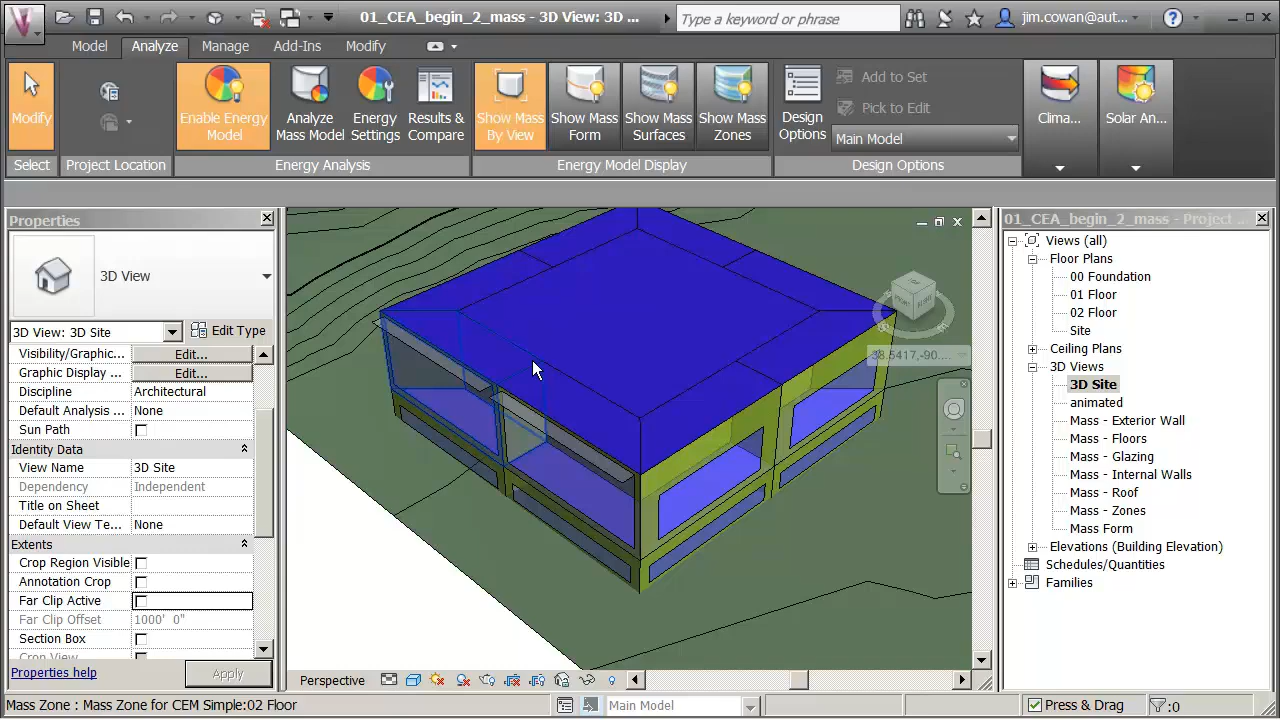 01_CEA_begin_2_mass - 3D View: 3D ...
Type a keyword or phrase
jim.cowan@aut...
Model
Analyze
Manage
Add-Ins
Modify
Modify
Select
Project Location
Enable Energy
Model
Analyze
Mass Model
Energy
Settings
Results &
Compare
Energy Analysis
Show Mass
By View
Show Mass
Form
Show Mass
Surfaces
Show Mass
Zones
Energy Model Display
Design
Options
Add to Set
Pick to Edit
Main Model
Design Options
Clima...
Solar An...
Properties
3D View
3D View: 3D Site
Edit Type
Visibility/Graphic... Edit...
Graphic Display ... Edit...
Discipline Architectural
Default Analysis ... None
Sun Path
Identity Data
View Name 3D Site
Dependency Independent
Title on Sheet
Default View Te... None
Extents
Crop Region Visible
Annotation Crop
Far Clip Active
Far Clip Offset 1000' 0"
Section Box
Properties help
Apply
38.5417,-90....
Perspective
01_CEA_begin_2_mass - Project
Views (all)
Floor Plans
00 Foundation
01 Floor
02 Floor
Site
Ceiling Plans
3D Views
3D Site
animated
Mass - Exterior Wall
Mass - Floors
Mass - Glazing
Mass - Internal Walls
Mass - Roof
Mass - Zones
Mass Form
Elevations (Building Elevation)
Schedules/Quantities
Families
Mass Zone : Mass Zone for CEM Simple:02 Floor
Main Model
Press & Drag
:0